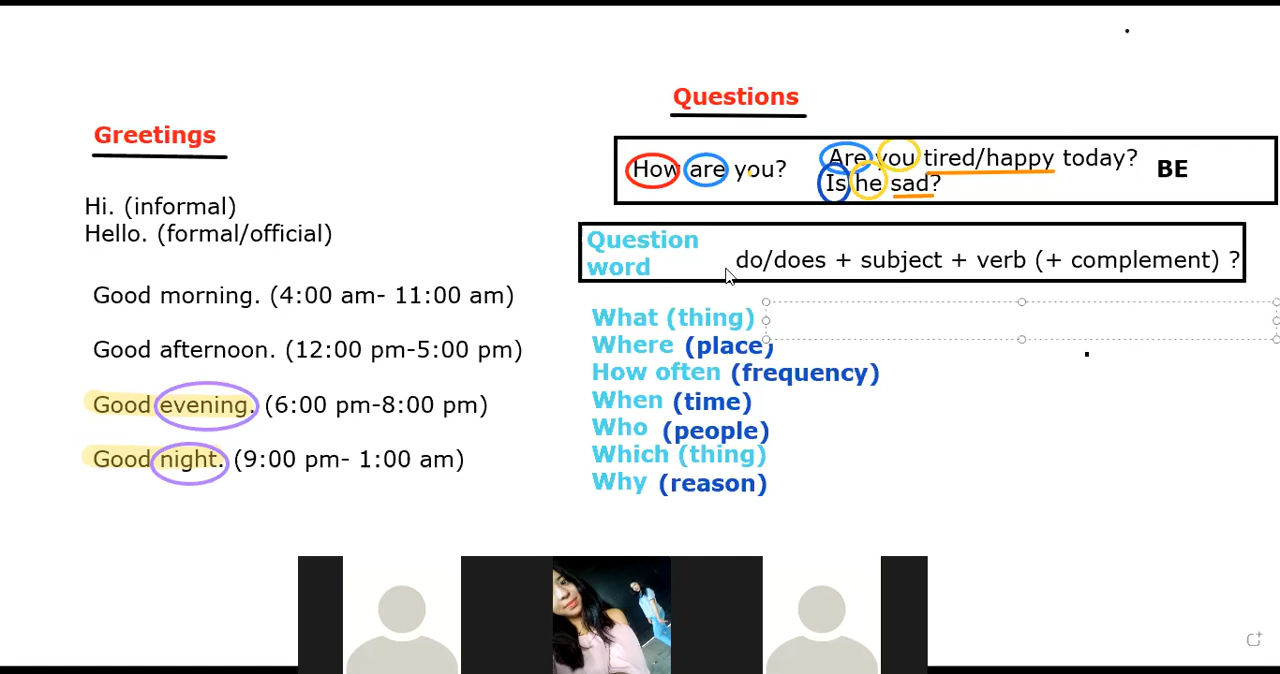 Greetings
Hi. (informal)
Hello. (formal/official)
Good morning. (4:00 am- 11:00 am)
Good afternoon. (12:00 pm-5:00 pm)
Good evening. (6:00 pm-8:00 pm)
Good night. (9:00 pm- 1:00 am)
Questions
How are you?
Are you tired/happy today?
Is he sad?
BE
Question
word
do/does + subject + verb (+ complement) ?
What (thing)
Where (place)
How often (frequency)
When (time)
Who (people)
Which (thing)
Why (reason)